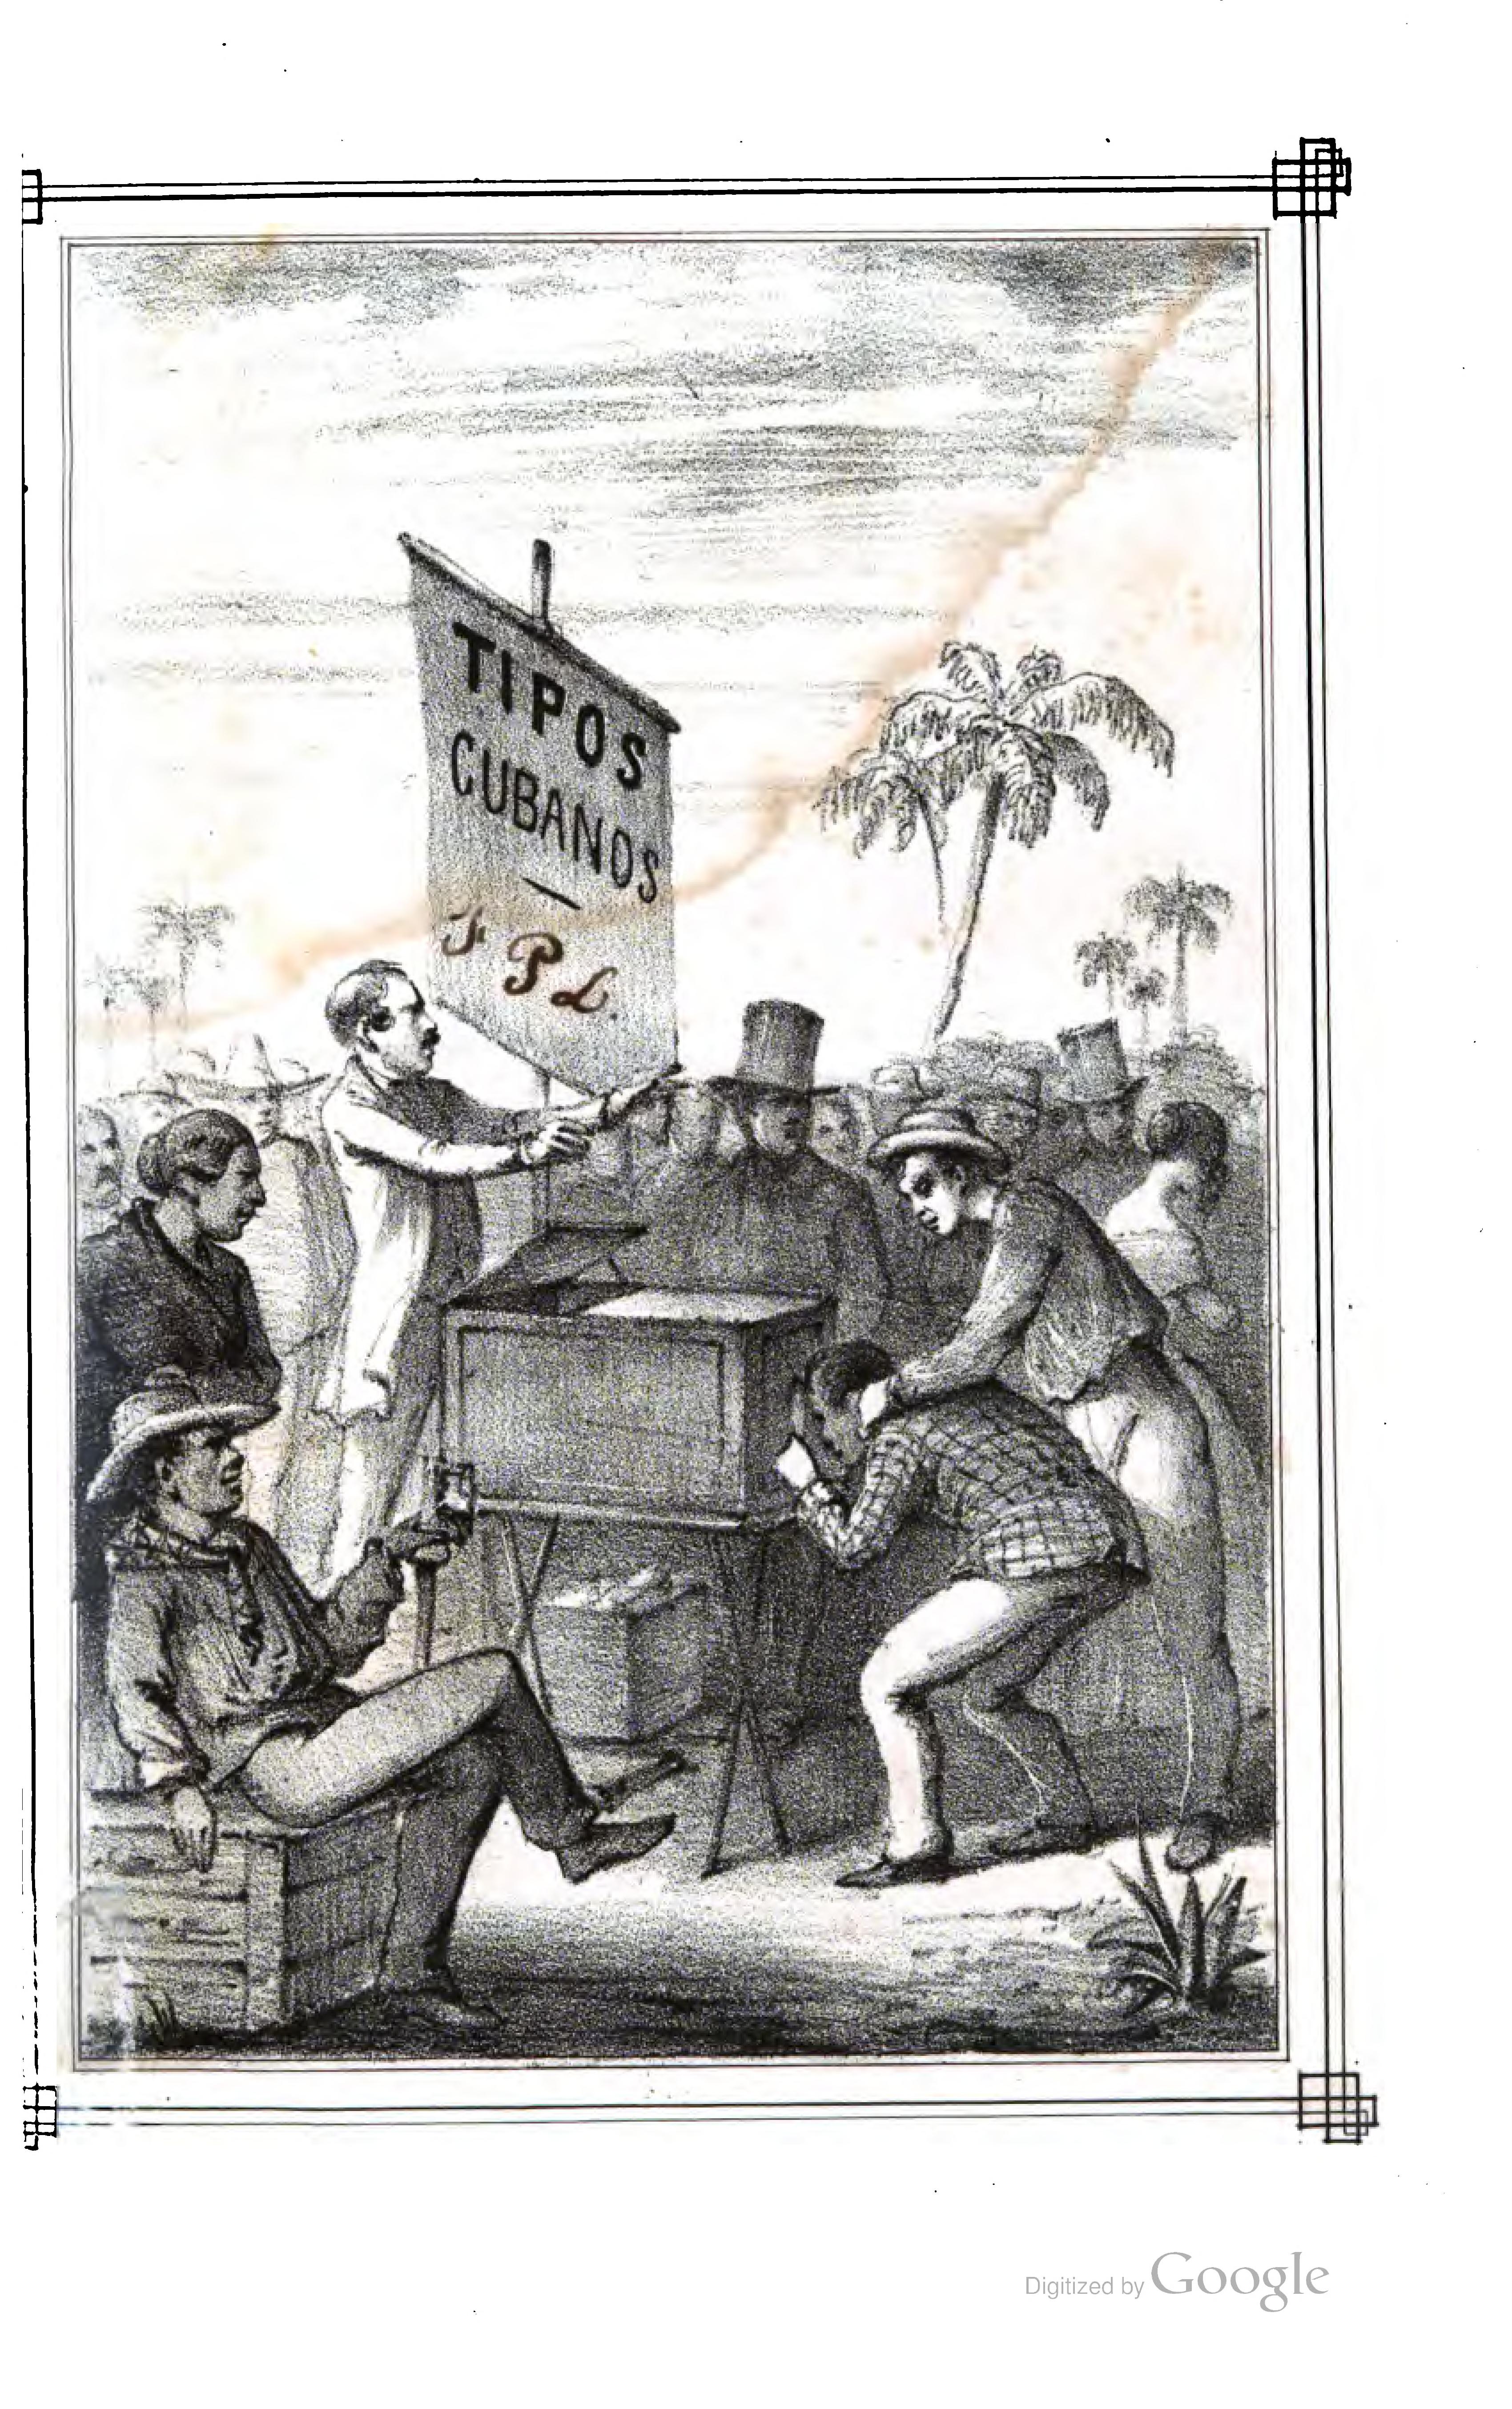 TIPOS
CUBANOS
—
J. P L.
Digitized by Google